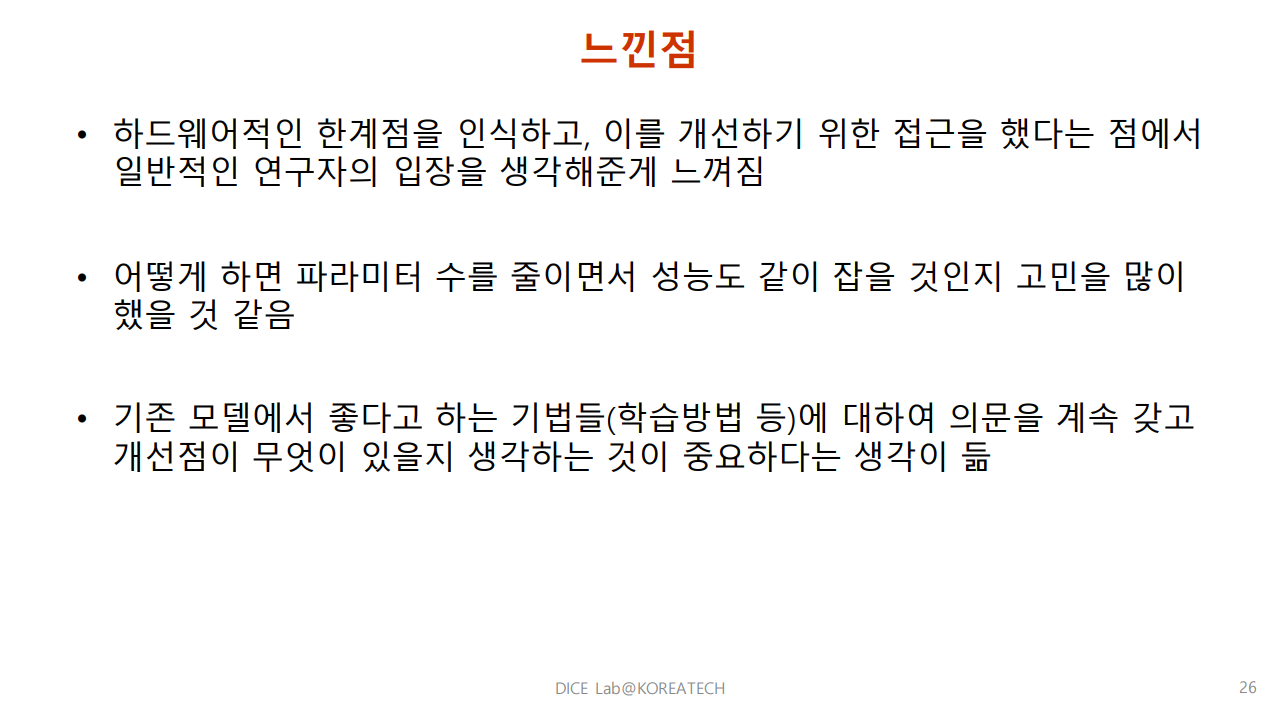 느낀점
• 하드웨어적인 한계점을 인식하고, 이를 개선하기 위한 접근을 했다는 점에서
일반적인 연구자의 입장을 생각해준게 느껴짐
• 어떻게 하면 파라미터 수를 줄이면서 성능도 같이 잡을 것인지 고민을 많이
했을 것 같음
• 기존 모델에서 좋다고 하는 기법들(학습방법 등)에 대하여 의문을 계속 갖고
개선점이 무엇이 있을지 생각하는 것이 중요하다는 생각이 듦
DICE Lab@KOREATECH
26